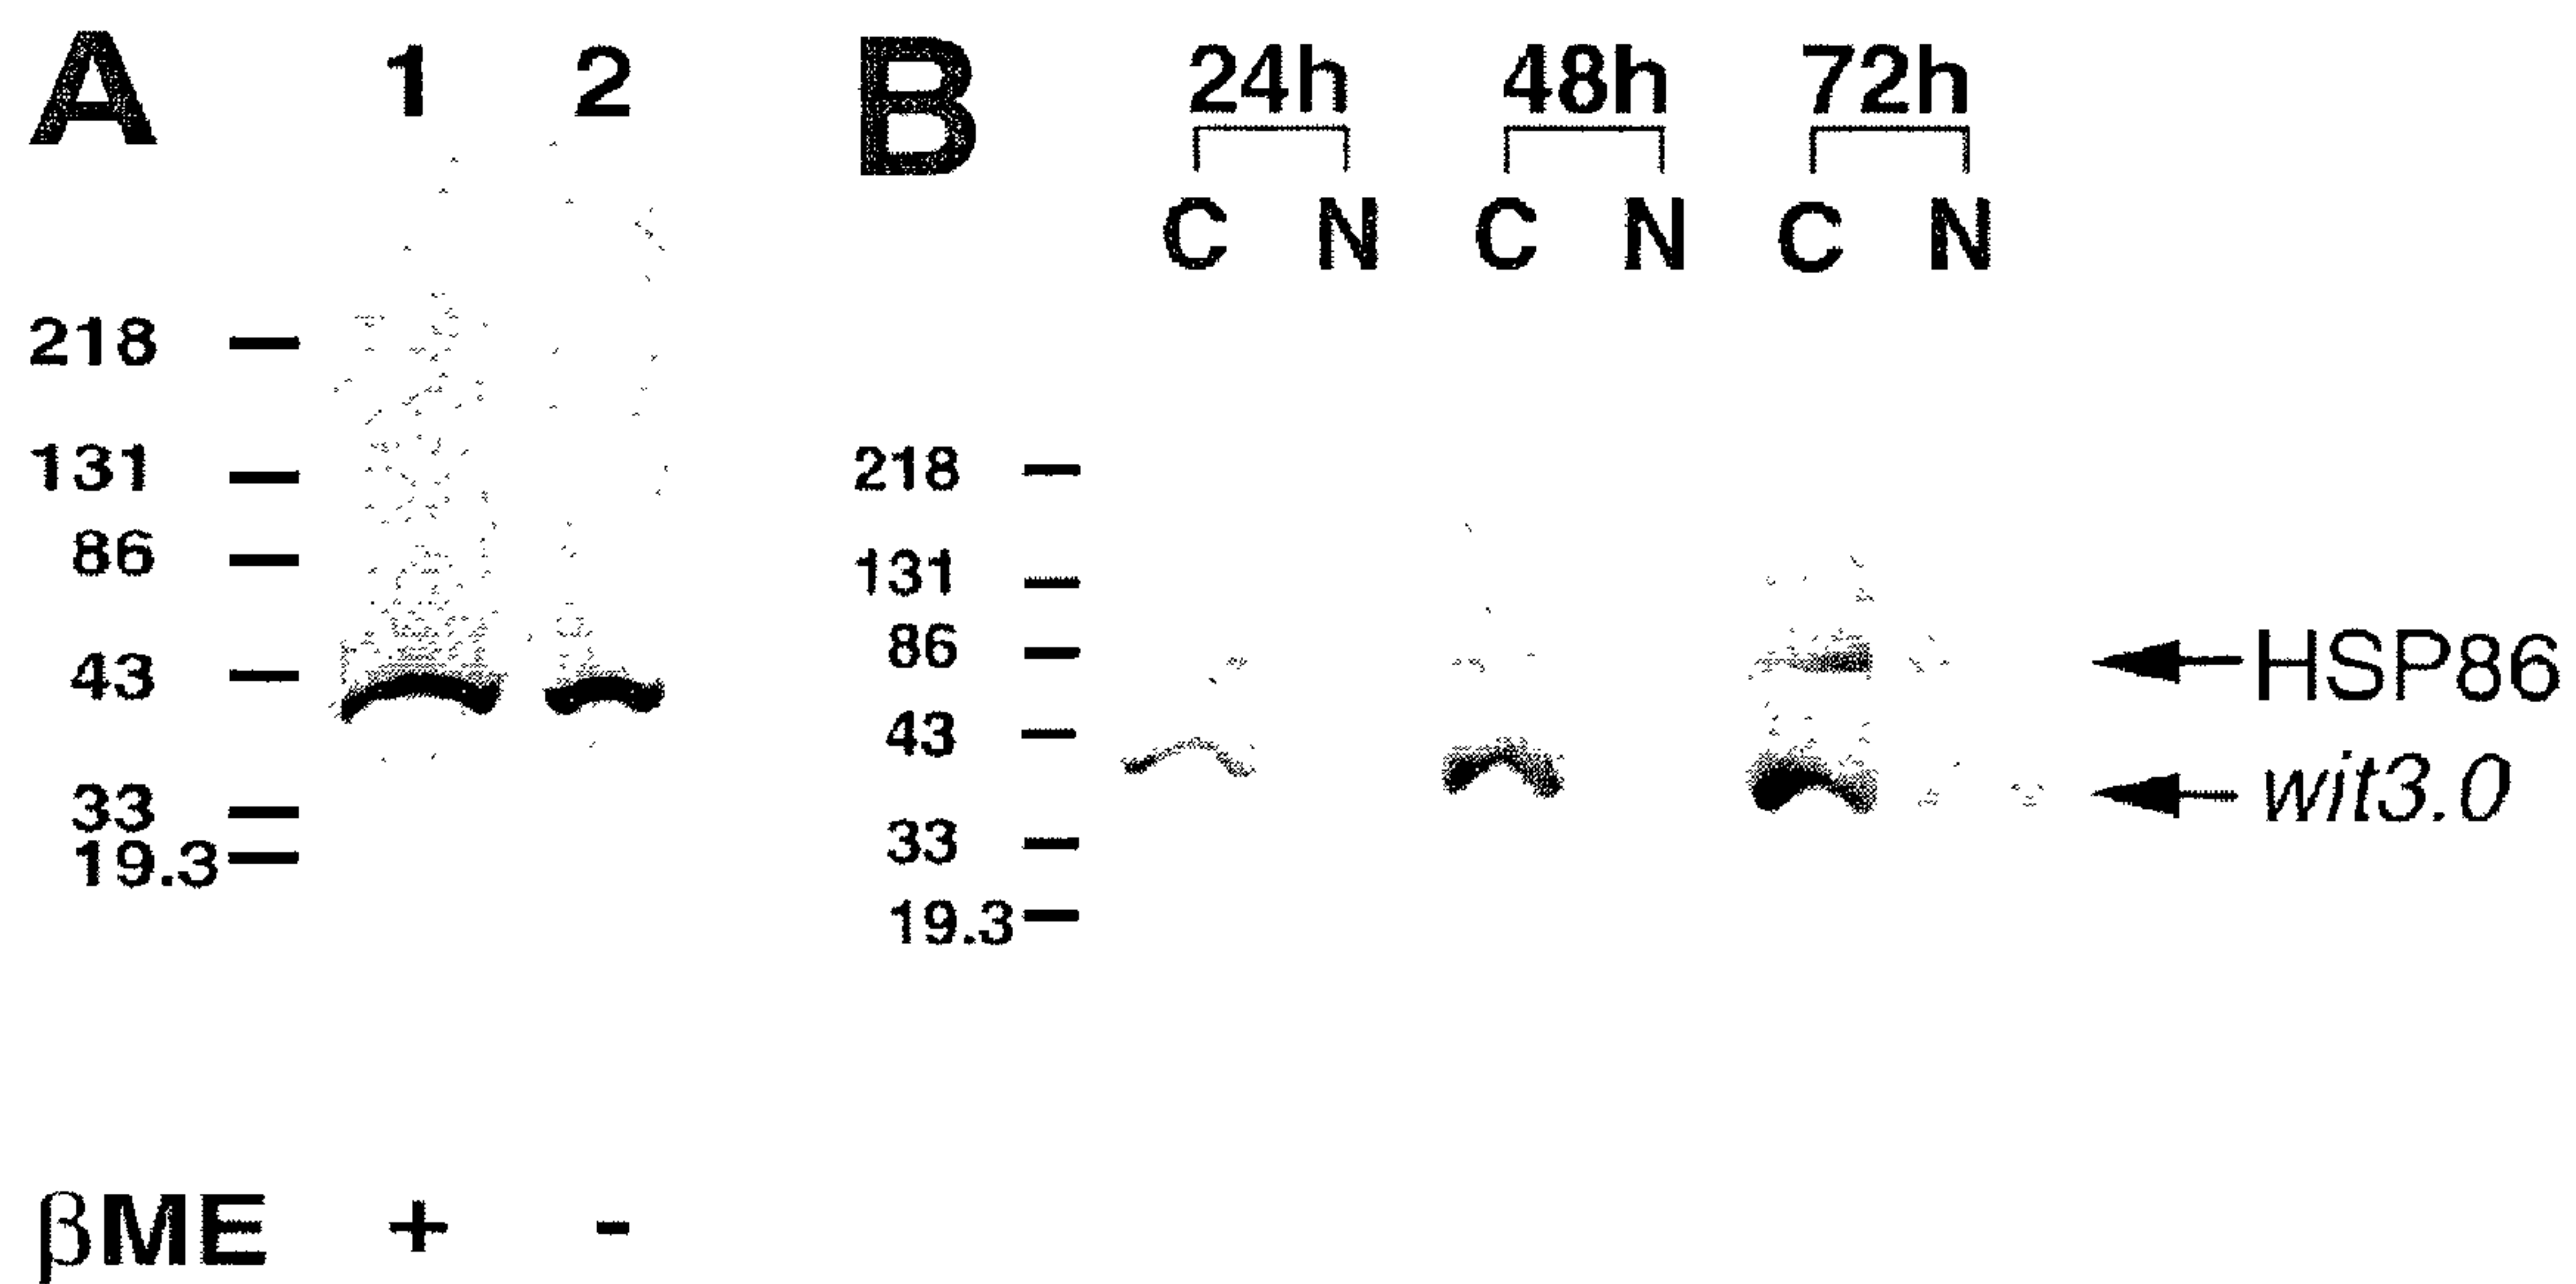 A 1 2
218
131
86
43
33
19.3
βME + -
B 24h 48h 72h
C N C N C N
218
131
86 HSP86
43
wit3.0
33
19.3